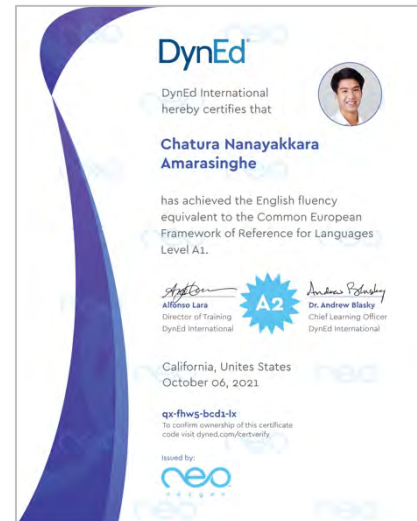 DynEd
DynEd International
hereby certifies that
Chatura Nanayakkara
Amarasinghe
has achieved the English fluency
equivalent to the Common European
Framework of Reference for Languages
Level A1.
Alfonso Lara
Director of Training
DynEd International
A2
Andrew Blasky
Dr. Andrew Blasky
Chief Learning Officer
DynEd International
California, Unites States
October 06, 2021
qx-fhw5-bcd1-lx
To confirm ownership of this certificate
code visit dyned.com/certverify
Issued by:
neo
nexgen